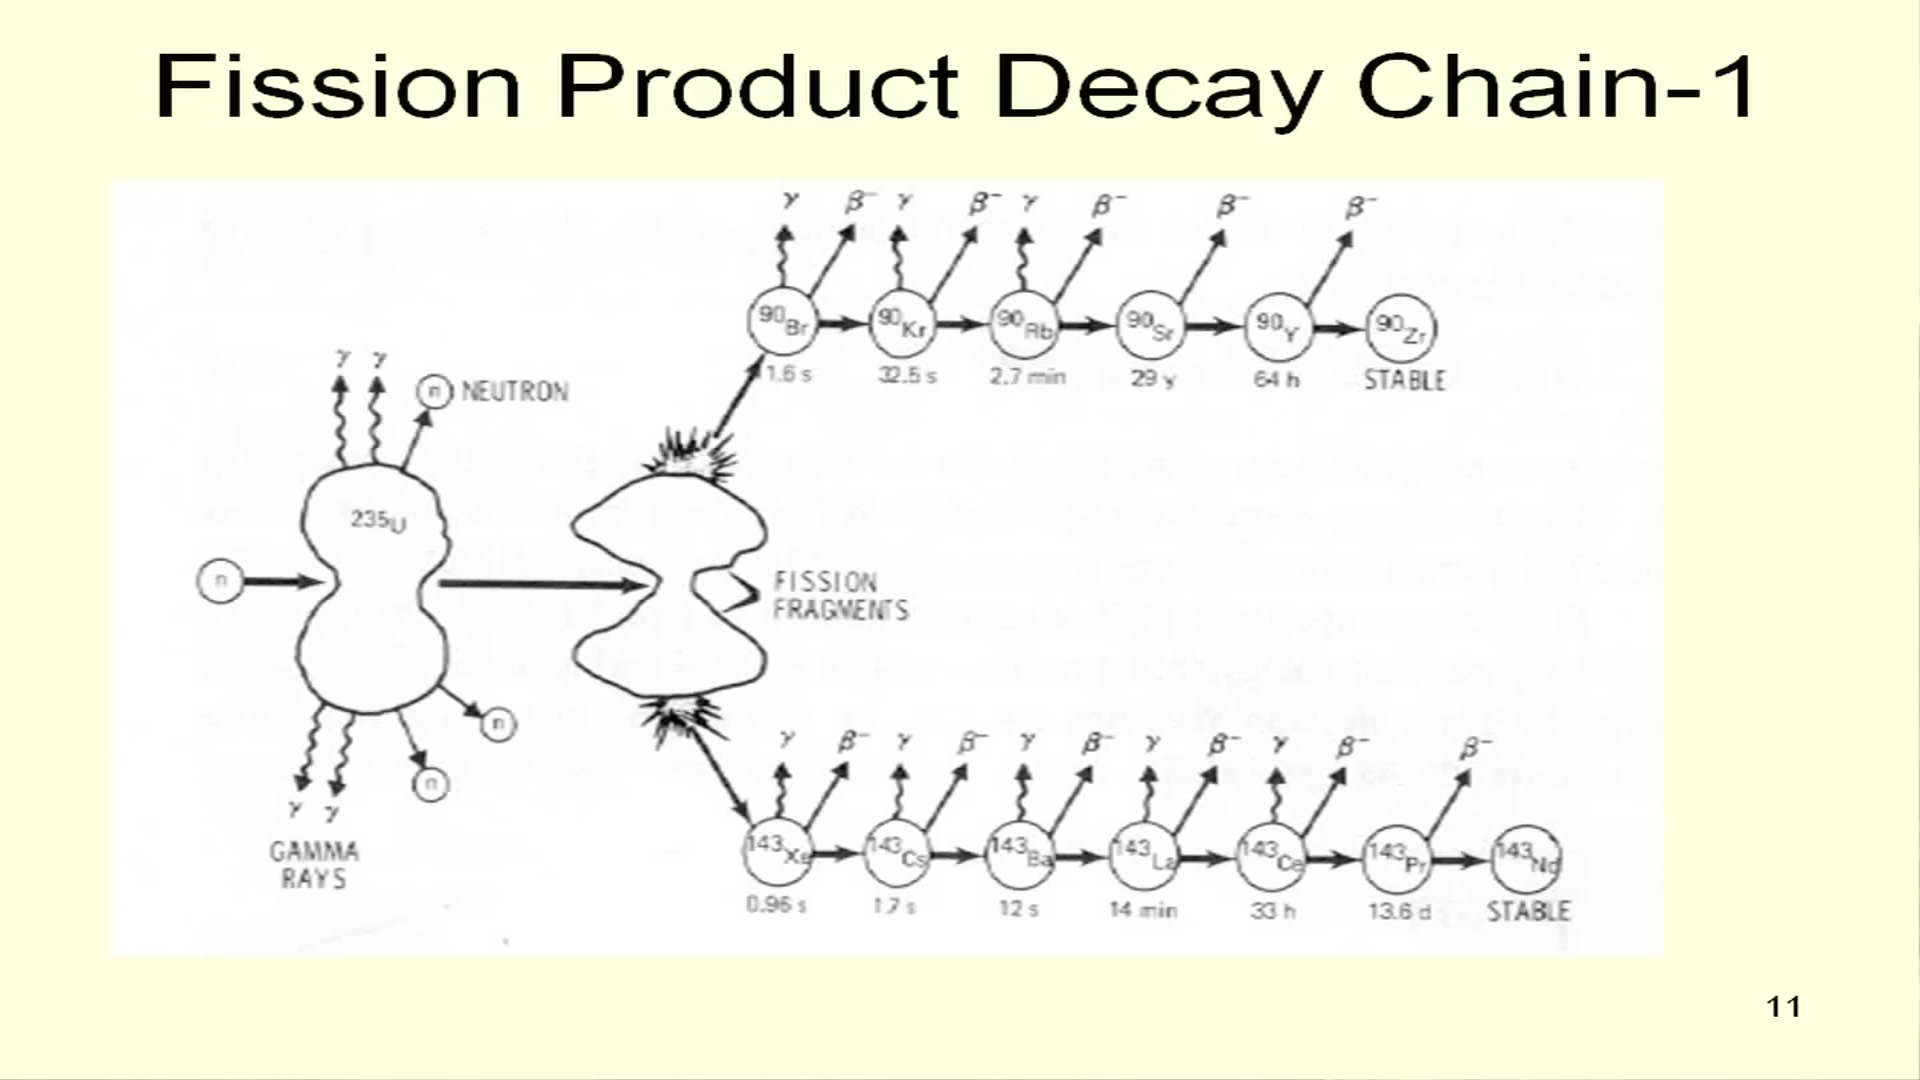 Fission Product Decay Chain-1
γ β⁻ γ β⁻ γ β⁻ β⁻ β⁻
⁹⁰Br ⁹⁰Kr ⁹⁰Rb ⁹⁰Sr ⁹⁰Y ⁹⁰Zr
1.6 s 32.5 s 2.7 min 29 y 64 h STABLE
γ γ
n NEUTRON
²³⁵U
n
FISSION
FRAGMENTS
n
n
γ γ
GAMMA
RAYS
γ β⁻ γ β⁻ γ β⁻ γ β⁻ γ β⁻ β⁻
¹⁴³Xe ¹⁴³Cs ¹⁴³Ba ¹⁴³La ¹⁴³Ce ¹⁴³Pr ¹⁴³Nd
0.96 s 1.7 s 12 s 14 min 33 h 13.6 d STABLE
11